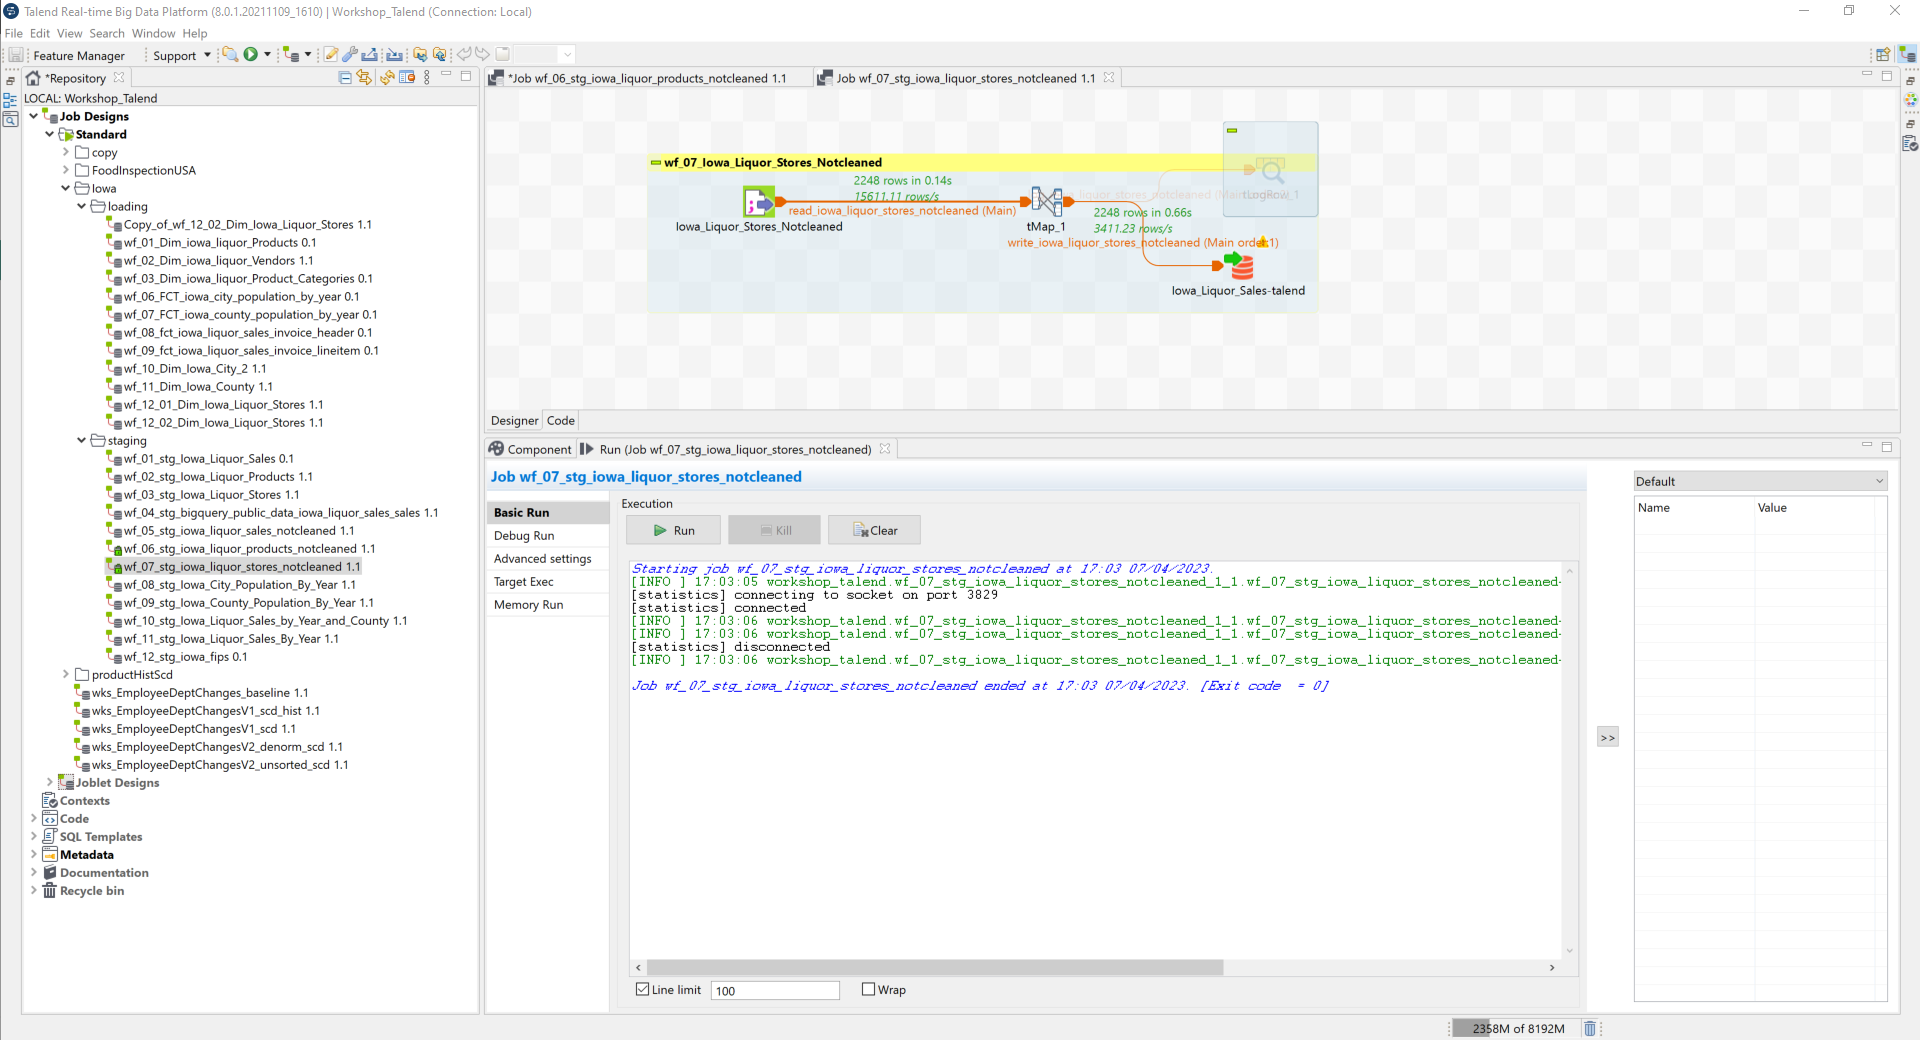 Talend Real-time Big Data Platform (8.0.1.20211109_1610) | Workshop_Talend (Connection: Local)
File Edit View Search Window Help
Feature Manager Support
*Repository
LOCAL: Workshop_Talend
Job Designs
Standard
copy
FoodInspectionUSA
Iowa
loading
Copy_of_wf_12_02_Dim_Iowa_Liquor_Stores 1.1
wf_01_Dim_iowa_liquor_Products 0.1
wf_02_Dim_iowa_liquor_Vendors 1.1
wf_03_Dim_iowa_liquor_Product_Categories 0.1
wf_06_FCT_iowa_city_population_by_year 0.1
wf_07_FCT_iowa_county_population_by_year 0.1
wf_08_fct_iowa_liquor_sales_invoice_header 0.1
wf_09_fct_iowa_liquor_sales_invoice_lineitem 0.1
wf_10_Dim_Iowa_City_2 1.1
wf_11_Dim_Iowa_County 1.1
wf_12_01_Dim_Iowa_Liquor_Stores 1.1
wf_12_02_Dim_Iowa_Liquor_Stores 1.1
staging
wf_01_stg_Iowa_Liquor_Sales 0.1
wf_02_stg_Iowa_Liquor_Products 1.1
wf_03_stg_Iowa_Liquor_Stores 1.1
wf_04_stg_bigquery_public_data_iowa_liquor_sales_sales 1.1
wf_05_stg_iowa_liquor_sales_notcleaned 1.1
wf_06_stg_iowa_liquor_products_notcleaned 1.1
wf_07_stg_iowa_liquor_stores_notcleaned 1.1
wf_08_stg_Iowa_City_Population_By_Year 1.1
wf_09_stg_Iowa_County_Population_By_Year 1.1
wf_10_stg_Iowa_Liquor_Sales_by_Year_and_County 1.1
wf_11_stg_Iowa_Liquor_Sales_By_Year 1.1
wf_12_stg_iowa_fips 0.1
productHistScd
wks_EmployeeDeptChanges_baseline 1.1
wks_EmployeeDeptChangesV1_scd_hist 1.1
wks_EmployeeDeptChangesV1_scd 1.1
wks_EmployeeDeptChangesV2_denorm_scd 1.1
wks_EmployeeDeptChangesV2_unsorted_scd 1.1
Joblet Designs
Contexts
Code
SQL Templates
Metadata
Documentation
Recycle bin
*Job wf_06_stg_iowa_liquor_products_notcleaned 1.1 Job wf_07_stg_iowa_liquor_stores_notcleaned 1.1
wf_07_Iowa_Liquor_Stores_Notcleaned
2248 rows in 0.14s
15611.11 rows/s
read_iowa_liquor_stores_notcleaned (Main)
Iowa_Liquor_Stores_Notcleaned
tMap_1
tLogRow_1
2248 rows in 0.66s
3411.23 rows/s
write_iowa_liquor_stores_notcleaned (Main order:1)
Iowa_Liquor_Sales-talend
Designer Code
Component Run (Job wf_07_stg_iowa_liquor_stores_notcleaned)
Job wf_07_stg_iowa_liquor_stores_notcleaned
Basic Run
Debug Run
Advanced settings
Target Exec
Memory Run
Execution
Run Kill Clear
Starting job wf_07_stg_iowa_liquor_stores_notcleaned at 17:03 07/04/2023.
[INFO ] 17:03:05 workshop_talend.wf_07_stg_iowa_liquor_stores_notcleaned_1_1.wf_07_stg_iowa_liquor_stores_notcleaned-
[statistics] connecting to socket on port 3829
[statistics] connected
[INFO ] 17:03:06 workshop_talend.wf_07_stg_iowa_liquor_stores_notcleaned_1_1.wf_07_stg_iowa_liquor_stores_notcleaned-
[INFO ] 17:03:06 workshop_talend.wf_07_stg_iowa_liquor_stores_notcleaned_1_1.wf_07_stg_iowa_liquor_stores_notcleaned-
[statistics] disconnected
[INFO ] 17:03:06 workshop_talend.wf_07_stg_iowa_liquor_stores_notcleaned_1_1.wf_07_stg_iowa_liquor_stores_notcleaned-
Job wf_07_stg_iowa_liquor_stores_notcleaned ended at 17:03 07/04/2023. [Exit code  = 0]
Line limit 100 Wrap
>>
Default
Name Value
2358M of 8192M